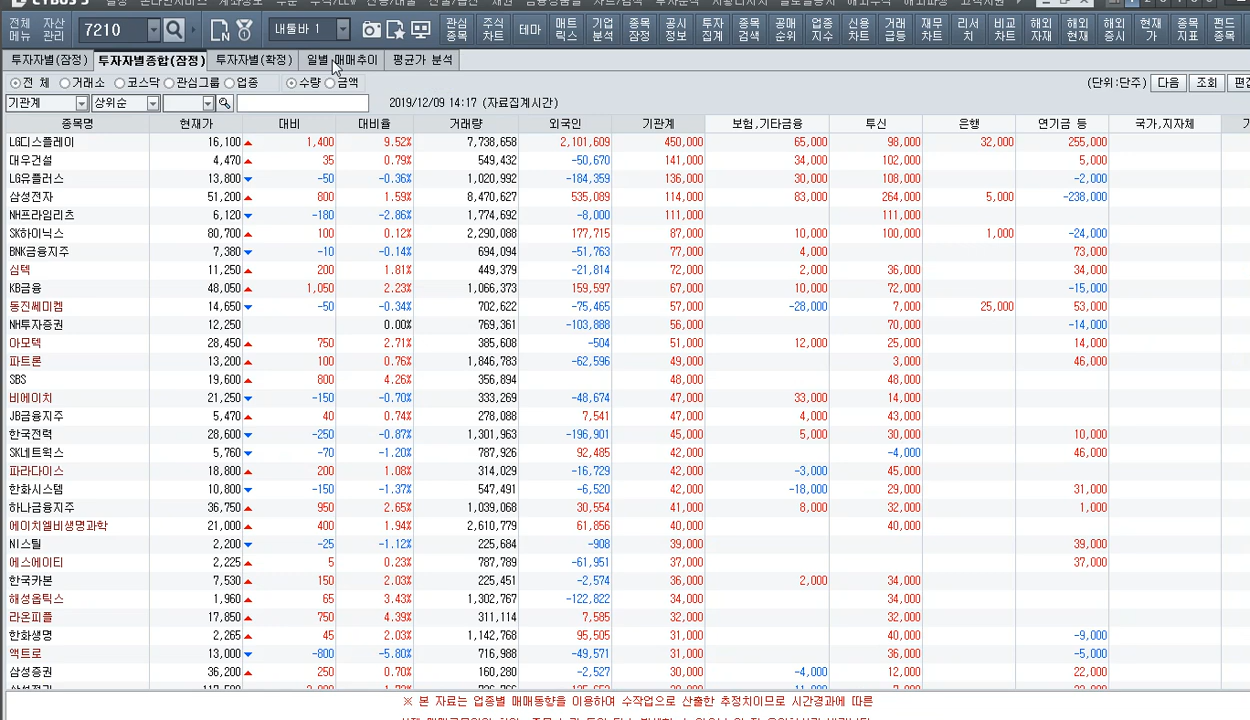 CYBOS 5
7210
대툴바 1
전체 메뉴
자산 관리
관심 종목
주식 차트
테마
매트 릭스
기업 분석
종목 잠정
공시 정보
투자 집계
종목 검색
공매 순위
업종 지수
신용 차트
거래 급등
재무 차트
리서 치
비교 차트
해외 자재
해외 현재
해외 증시
현재 가
종목 지표
펀드 종목
투자자별(잠정) 투자자별종합(잠정) 투자자별(확정) 일별 매매추이 평균가 분석
전 체 거래소 코스닥 관심그룹 업종 수량 금액 (단위:단주) 다음 조회 편집
기관계 상위순 2019/12/09 14:17 (자료집계시간)
종목명 현재가 대비 대비율 거래량 외국인 기관계 보험,기타금융 투신 은행 연기금 등 국가,지자체 기
LG디스플레이 16,100 ▲ 1,400 9.52% 7,738,658 2,101,609 450,000 65,000 98,000 32,000 255,000
대우건설 4,470 ▲ 35 0.79% 549,432 -50,670 141,000 34,000 102,000 5,000
LG유플러스 13,800 ▼ -50 -0.36% 1,020,992 -184,359 136,000 30,000 108,000 -2,000
삼성전자 51,200 ▲ 800 1.59% 8,470,627 535,089 114,000 83,000 264,000 5,000 -238,000
NH프라임리츠 6,120 ▼ -180 -2.86% 1,774,692 -8,000 111,000 111,000
SK하이닉스 80,700 ▲ 100 0.12% 2,290,088 177,715 87,000 10,000 100,000 1,000 -24,000
BNK금융지주 7,380 ▼ -10 -0.14% 694,094 -51,763 77,000 4,000 73,000
심텍 11,250 ▲ 200 1.81% 449,379 -21,814 72,000 2,000 36,000 34,000
KB금융 48,050 ▲ 1,050 2.23% 1,066,373 159,597 67,000 10,000 72,000 -15,000
동진쎄미켐 14,650 ▼ -50 -0.34% 702,622 -75,465 57,000 -28,000 7,000 25,000 53,000
NH투자증권 12,250 0.00% 769,361 -103,888 56,000 70,000 -14,000
아모텍 28,450 ▲ 750 2.71% 385,608 -504 51,000 12,000 25,000 14,000
파트론 13,200 ▲ 100 0.76% 1,846,783 -62,596 49,000 3,000 46,000
SBS 19,600 ▲ 800 4.26% 356,894 48,000 48,000
비에이치 21,250 ▼ -150 -0.70% 333,269 -48,674 47,000 33,000 14,000
JB금융지주 5,470 ▲ 40 0.74% 278,088 7,541 47,000 4,000 43,000
한국전력 28,600 ▼ -250 -0.87% 1,301,963 -196,901 45,000 5,000 30,000 10,000
SK네트웍스 5,760 ▼ -70 -1.20% 787,926 92,485 42,000 -4,000 46,000
파라다이스 18,800 ▲ 200 1.08% 314,029 -16,729 42,000 -3,000 45,000
한화시스템 10,800 ▼ -150 -1.37% 547,491 -6,520 42,000 -18,000 29,000 31,000
하나금융지주 36,750 ▲ 950 2.65% 1,039,068 30,554 41,000 8,000 32,000 1,000
에이치엘비생명과학 21,000 ▲ 400 1.94% 2,610,779 61,856 40,000 40,000
NI스틸 2,200 ▼ -25 -1.12% 225,684 -908 39,000 39,000
에스에이티 2,225 ▲ 5 0.23% 787,789 -61,951 37,000 37,000
한국카본 7,530 ▲ 150 2.03% 225,451 -2,574 36,000 2,000 34,000
해성옵틱스 1,960 ▲ 65 3.43% 1,302,767 -122,822 34,000 34,000
라온피플 17,850 ▲ 750 4.39% 311,114 7,585 32,000 32,000
한화생명 2,265 ▲ 45 2.03% 1,142,768 95,505 31,000 40,000 -9,000
액트로 13,000 ▼ -800 -5.80% 716,988 -49,571 31,000 36,000 -5,000
삼성증권 36,200 ▲ 250 0.70% 160,280 -2,527 30,000 -4,000 12,000 22,000
※ 본 자료는 업종별 매매동향을 이용하여 수작업으로 산출한 추정치이므로 시간경과에 따른